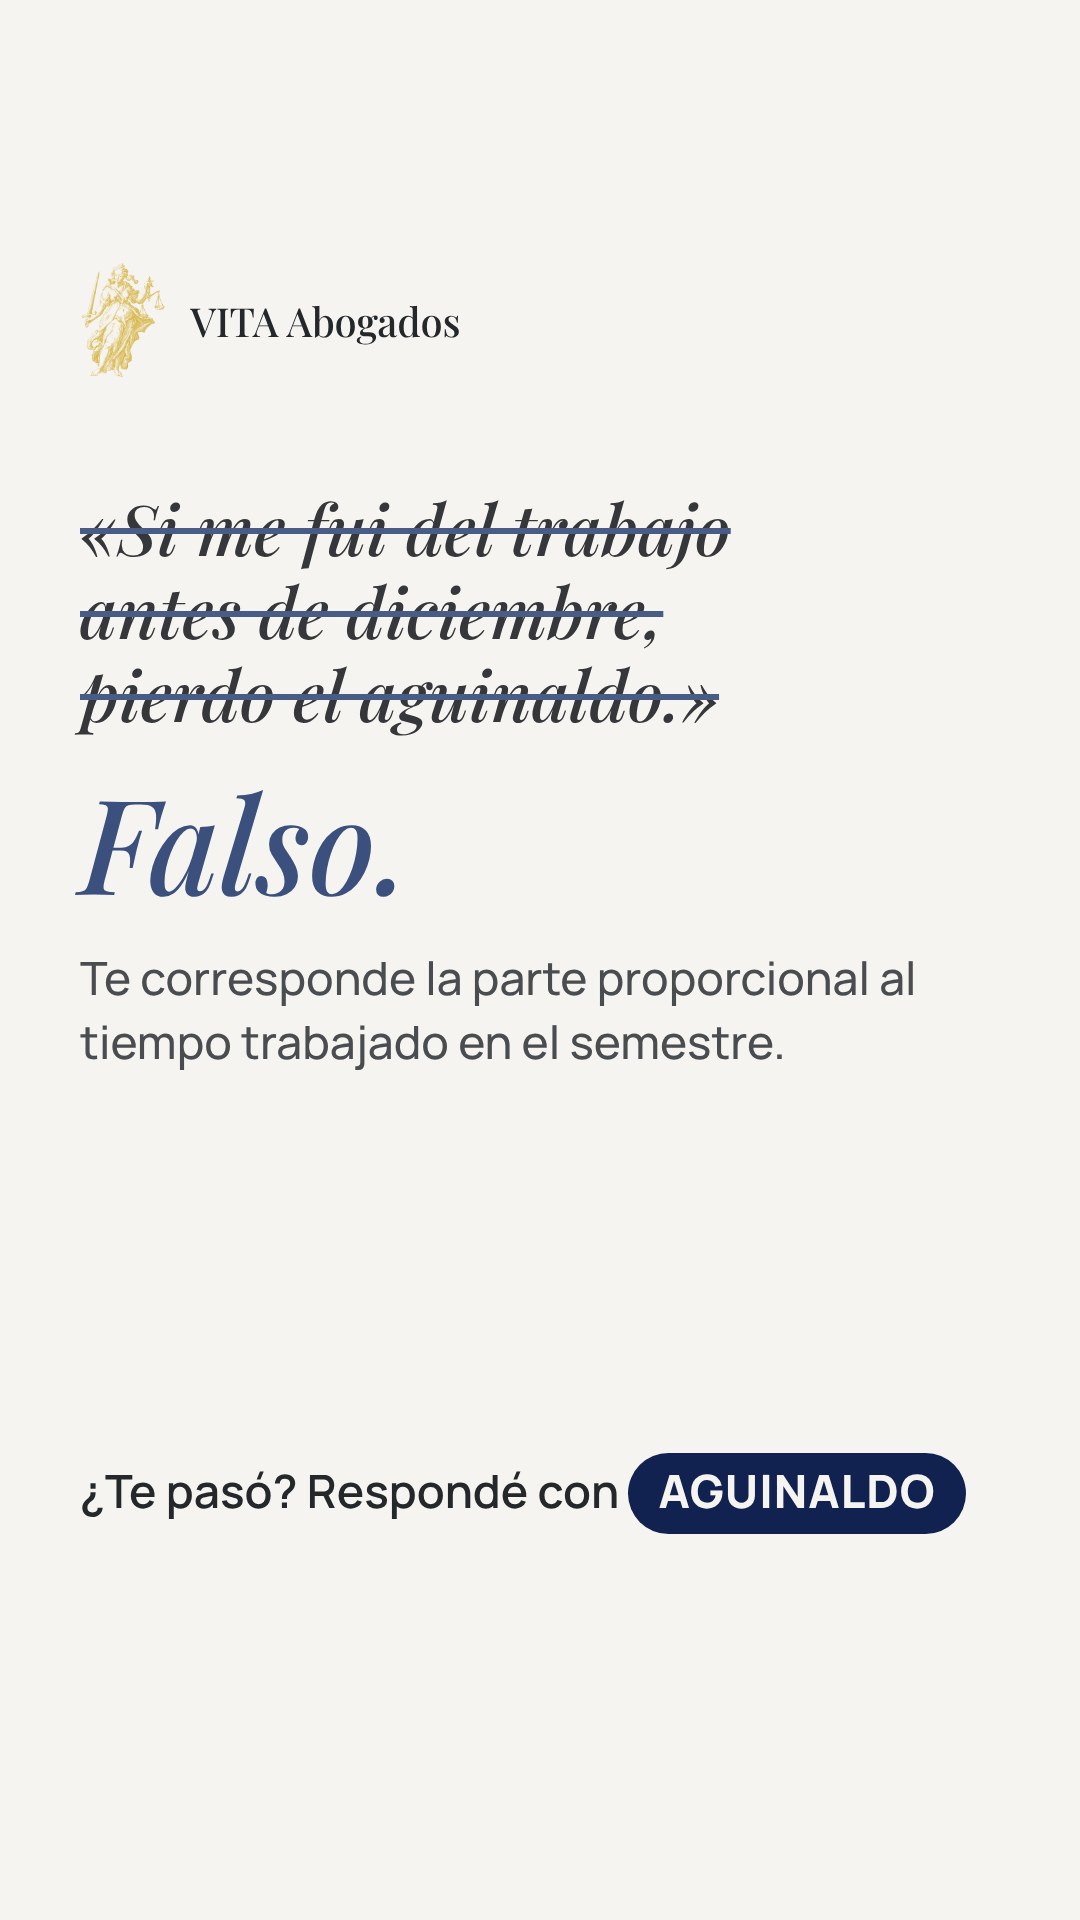 VITA Abogados
«Si me fui del trabajo
antes de diciembre,
pierdo el aguinaldo.»
Falso.
Te corresponde la parte proporcional al
tiempo trabajado en el semestre.
¿Te pasó? Respondé con AGUINALDO